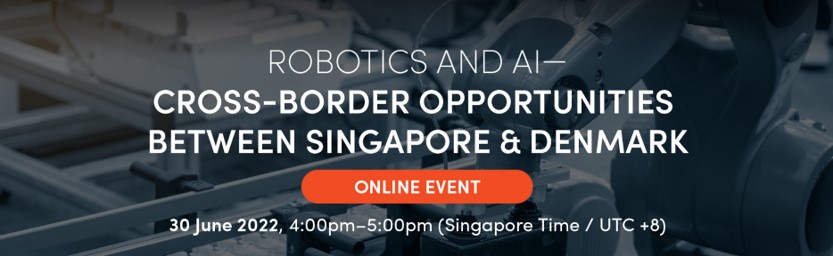 ROBOTICS AND AI—
CROSS-BORDER OPPORTUNITIES
BETWEEN SINGAPORE & DENMARK
ONLINE EVENT
30 June 2022, 4:00pm–5:00pm (Singapore Time / UTC +8)